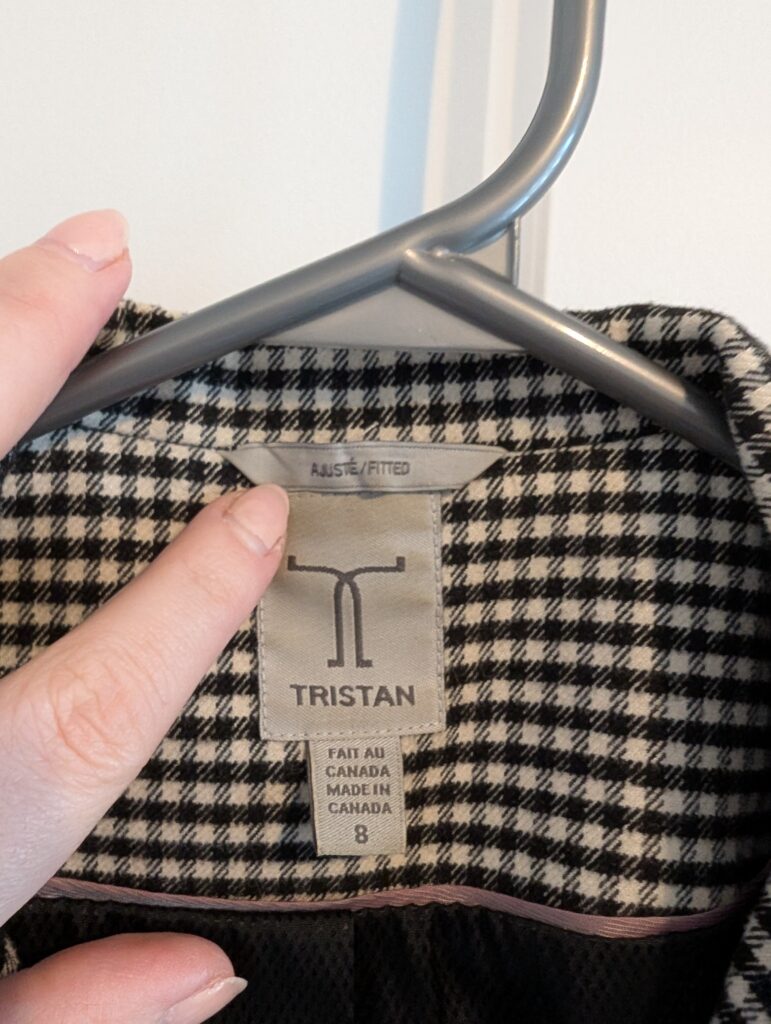 AJUSTÉ/FITTED
TRISTAN
FAIT AU
CANADA
MADE IN
CANADA
8